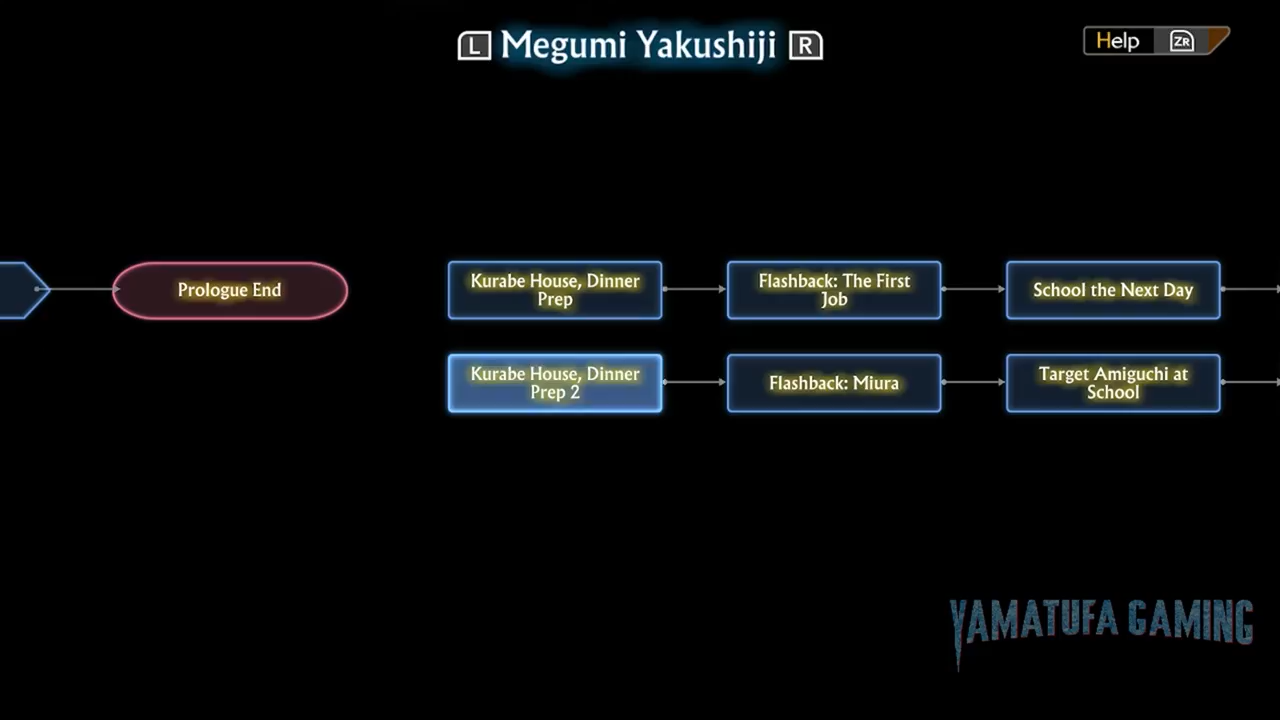 L Megumi Yakushiji R
Help ZR
Prologue End
Kurabe House, Dinner
Prep
Flashback: The First
Job
School the Next Day
Kurabe House, Dinner
Prep 2
Flashback: Miura
Target Amiguchi at
School
YAMATUFA GAMING